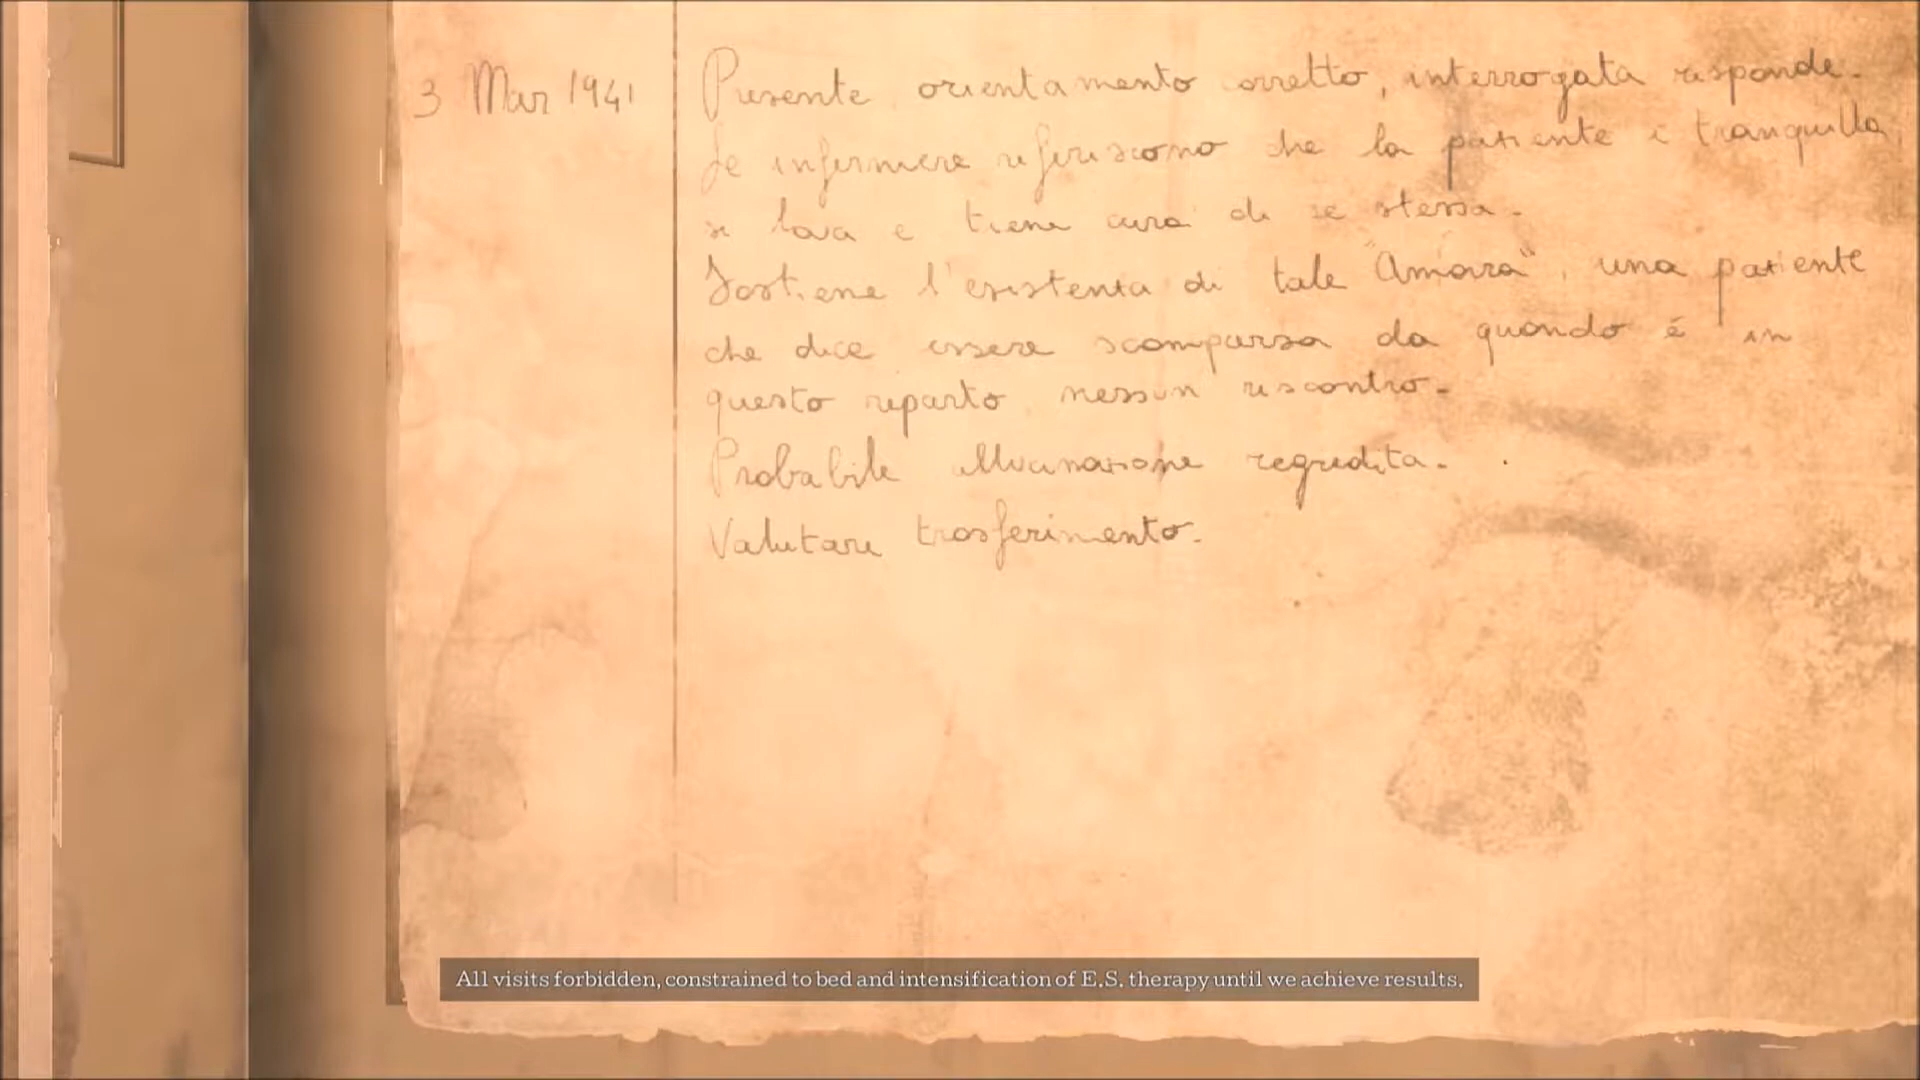 3 Mar 1941
Presente orientamento corretto, interrogata risponde.
Le infermiere riferiscono che la paziente è tranquilla,
si lava e tiene cura di se stessa.
Sostiene l'esistenza di tale "Amara", una paziente
che dice essere scomparsa da quando é in
questo reparto, nessun riscontro.
Probabile allucinazione regredita.
Valutare trasferimento.
All visits forbidden, constrained to bed and intensification of E.S. therapy until we achieve results.